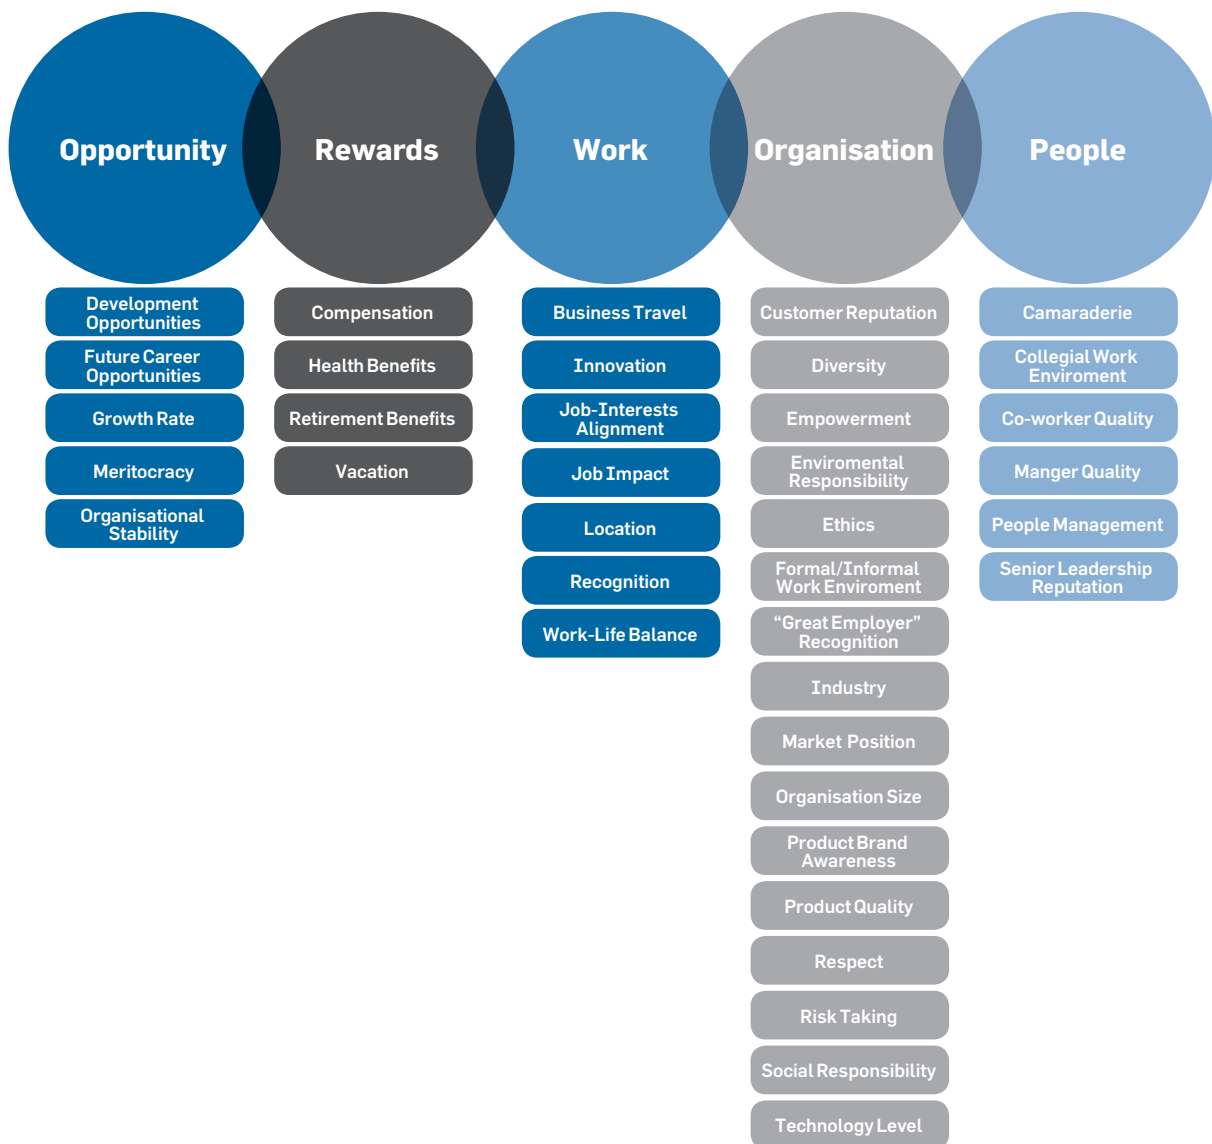 Opportunity
Rewards
Work
Organisation
People
Development
Opportunities
Future Career
Opportunities
Growth Rate
Meritocracy
Organisational
Stability
Compensation
Health Benefits
Retirement Benefits
Vacation
Business Travel
Innovation
Job-Interests
Alignment
Job Impact
Location
Recognition
Work-Life Balance
Customer Reputation
Diversity
Empowerment
Enviromental
Responsibility
Ethics
Formal/Informal
Work Enviroment
“Great Employer”
Recognition
Industry
Market Position
Organisation Size
Product Brand
Awareness
Product Quality
Respect
Risk Taking
Social Responsibility
Technology Level
Camaraderie
Collegial Work
Enviroment
Co-worker Quality
Manger Quality
People Management
Senior Leadership
Reputation